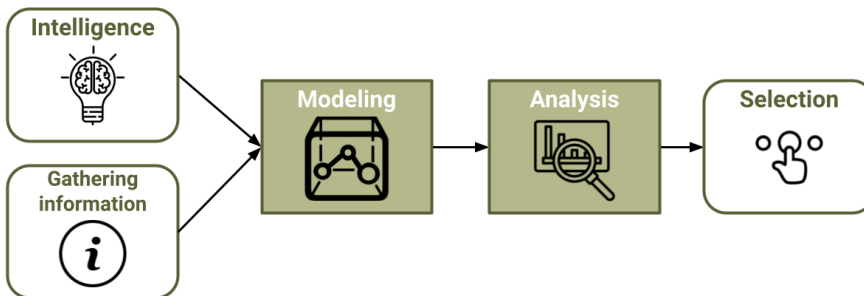 Intelligence
Gathering
information
i
Modeling
Analysis
Selection